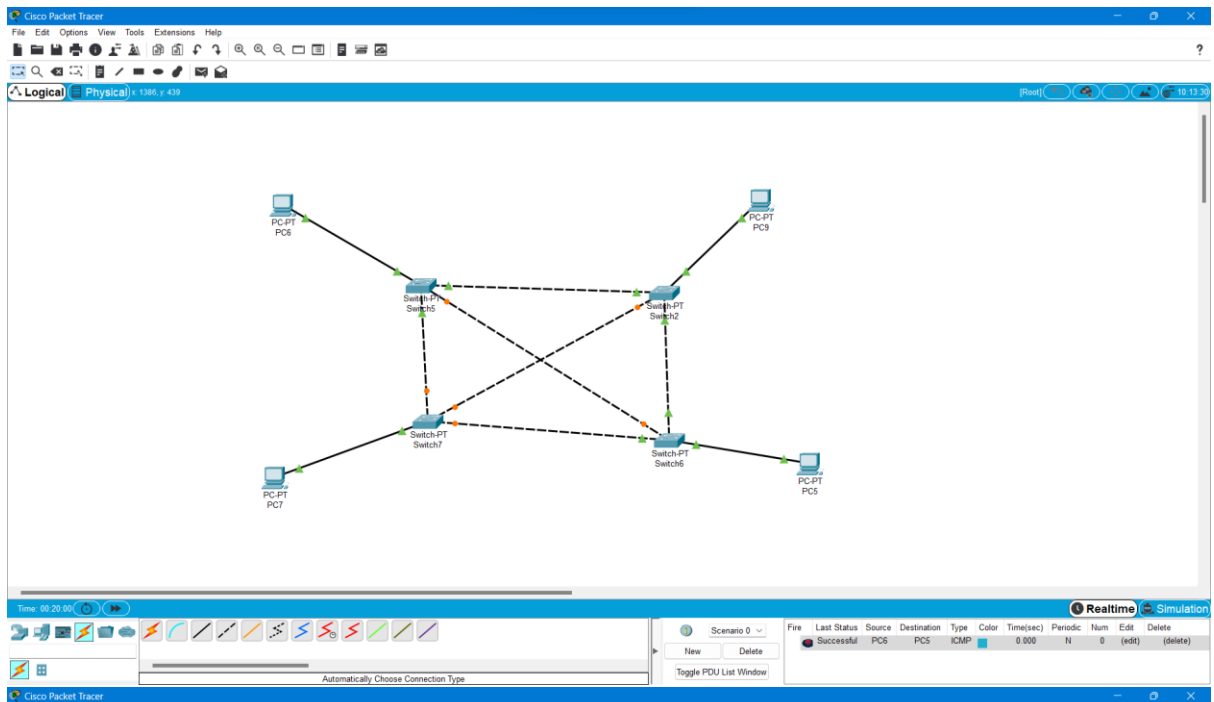 Cisco Packet Tracer
File Edit Options View Tools Extensions Help
?
Logical Physical x: 1386, y: 439 [Root] 10:13:30
PC-PT
PC6
PC-PT
PC9
Switch-PT
Switch5
Switch-PT
Switch2
Switch-PT
Switch7
Switch-PT
Switch6
PC-PT
PC7
PC-PT
PC5
Time: 00:20:00 Realtime Simulation
Scenario 0
New Delete
Toggle PDU List Window
Fire Last Status Source Destination Type Color Time(sec) Periodic Num Edit Delete
Successful PC6 PC5 ICMP 0.000 N 0 (edit) (delete)
Automatically Choose Connection Type
Cisco Packet Tracer